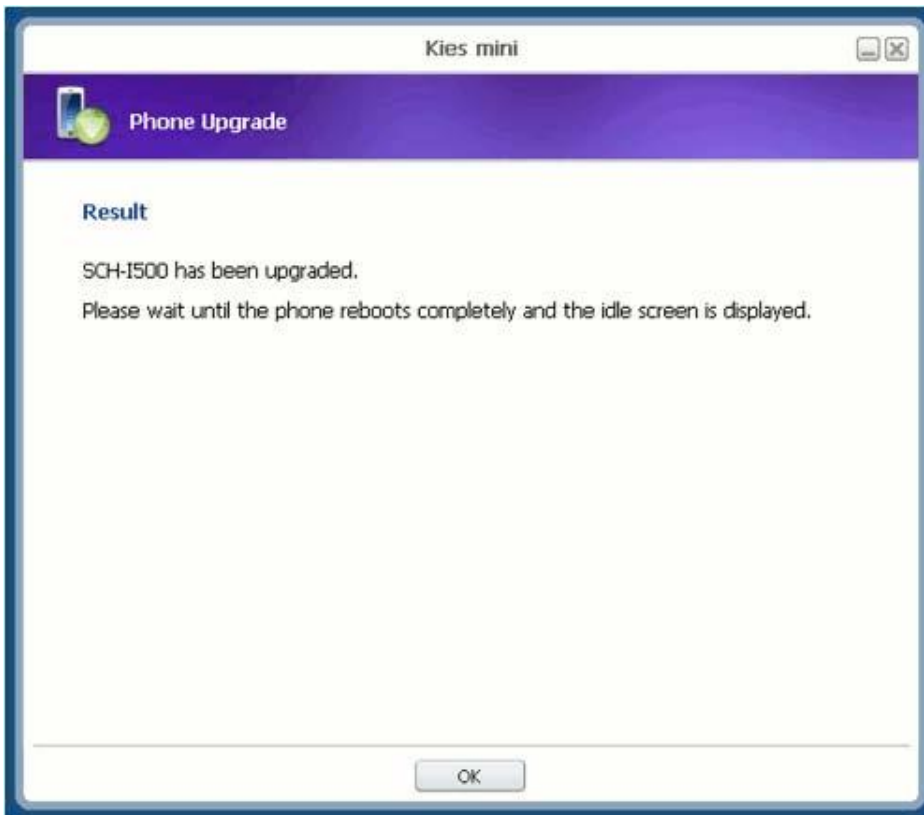 Kies mini
Phone Upgrade
Result
SCH-I500 has been upgraded.
Please wait until the phone reboots completely and the idle screen is displayed.
OK